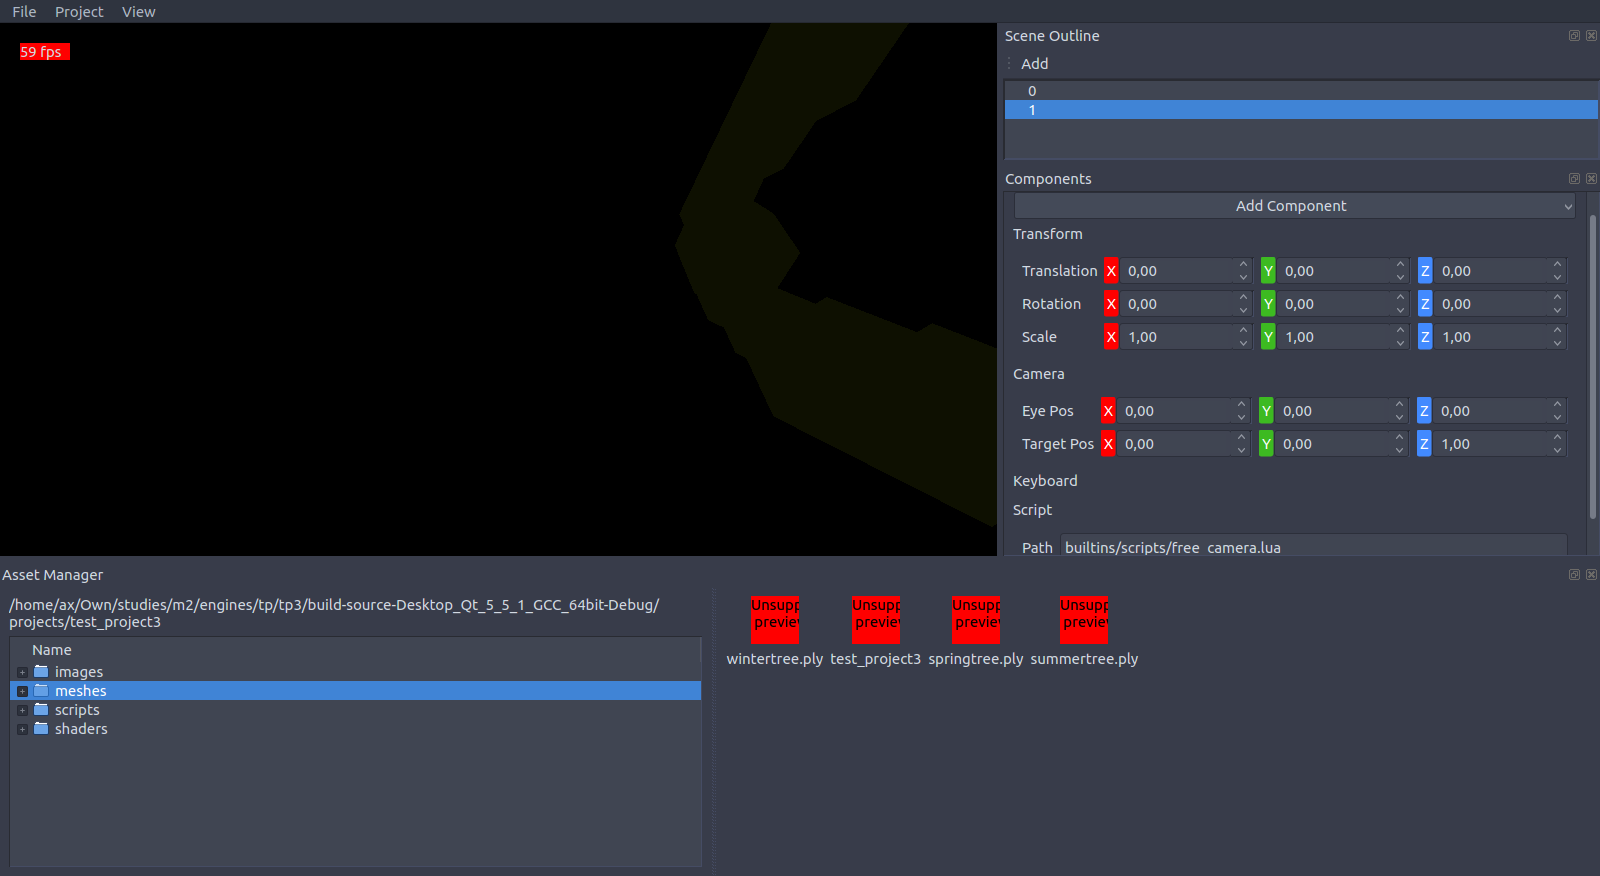 File Project View
59 fps
Scene Outline
Add
0
1
Components
Add Component
Transform
Translation X 0,00 Y 0,00 Z 0,00
Rotation X 0,00 Y 0,00 Z 0,00
Scale X 1,00 Y 1,00 Z 1,00
Camera
Eye Pos X 0,00 Y 0,00 Z 0,00
Target Pos X 0,00 Y 0,00 Z 1,00
Keyboard
Script
Path builtins/scripts/free_camera.lua
Asset Manager
/home/ax/Own/studies/m2/engines/tp/tp3/build-source-Desktop_Qt_5_5_1_GCC_64bit-Debug/
projects/test_project3
Name
images
meshes
scripts
shaders
Unsupp Unsupp Unsupp Unsupp
previe previe previe previe
wintertree.ply test_project3 springtree.ply summertree.ply